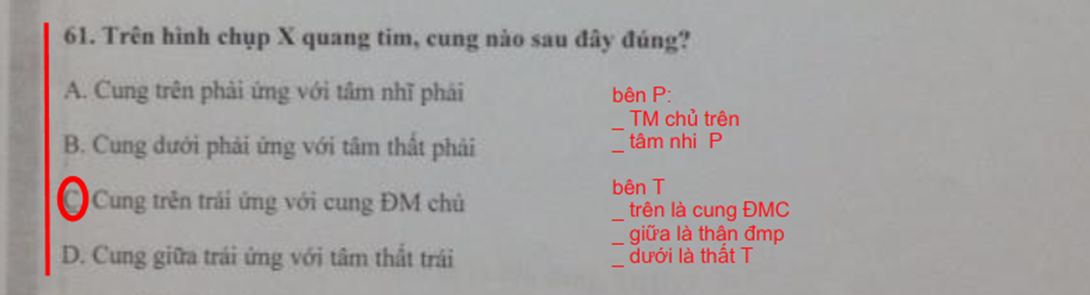 61. Trên hình chụp X quang tim, cung nào sau đây đúng?
A. Cung trên phải ứng với tâm nhĩ phải
B. Cung dưới phải ứng với tâm thất phải
C Cung trên trái ứng với cung ĐM chủ
D. Cung giữa trái ứng với tâm thất trái
bên P:
_ TM chủ trên
_ tâm nhi P
bên T
_ trên là cung ĐMC
_ giữa là thân đmp
_ dưới là thất T